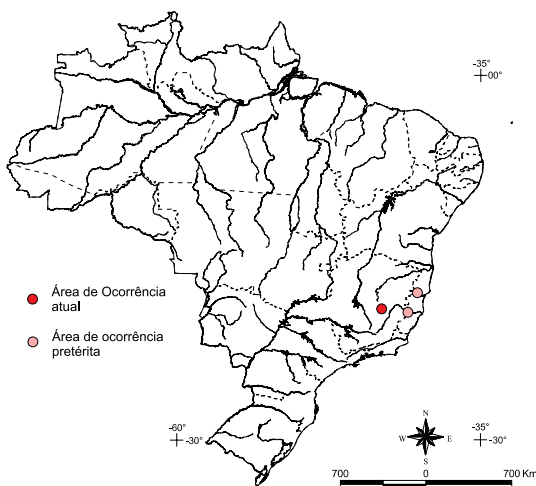 -35°
00°
Área de Ocorrência
atual
Área de ocorrência
pretérita
-60°
-30°
N
W E
S
-35°
-30°
700 0 700 Km